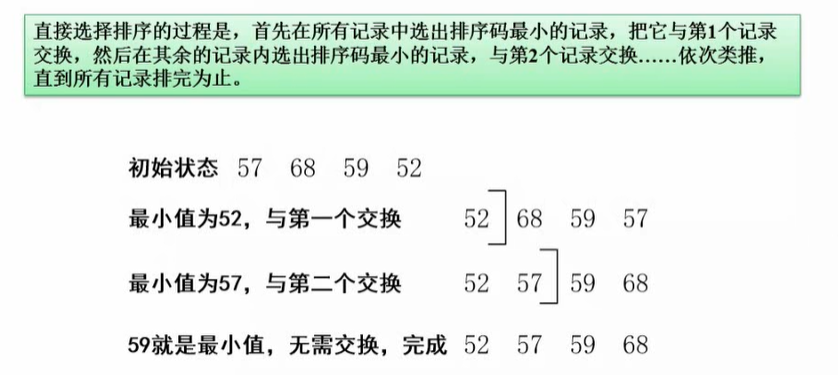 直接选择排序的过程是，首先在所有记录中选出排序码最小的记录，把它与第1个记录
交换，然后在其余的记录内选出排序码最小的记录，与第2个记录交换......依次类推，
直到所有记录排完为止。
初始状态 57 68 59 52
最小值为52，与第一个交换 52 68 59 57
最小值为57，与第二个交换 52 57 59 68
59就是最小值，无需交换，完成 52 57 59 68